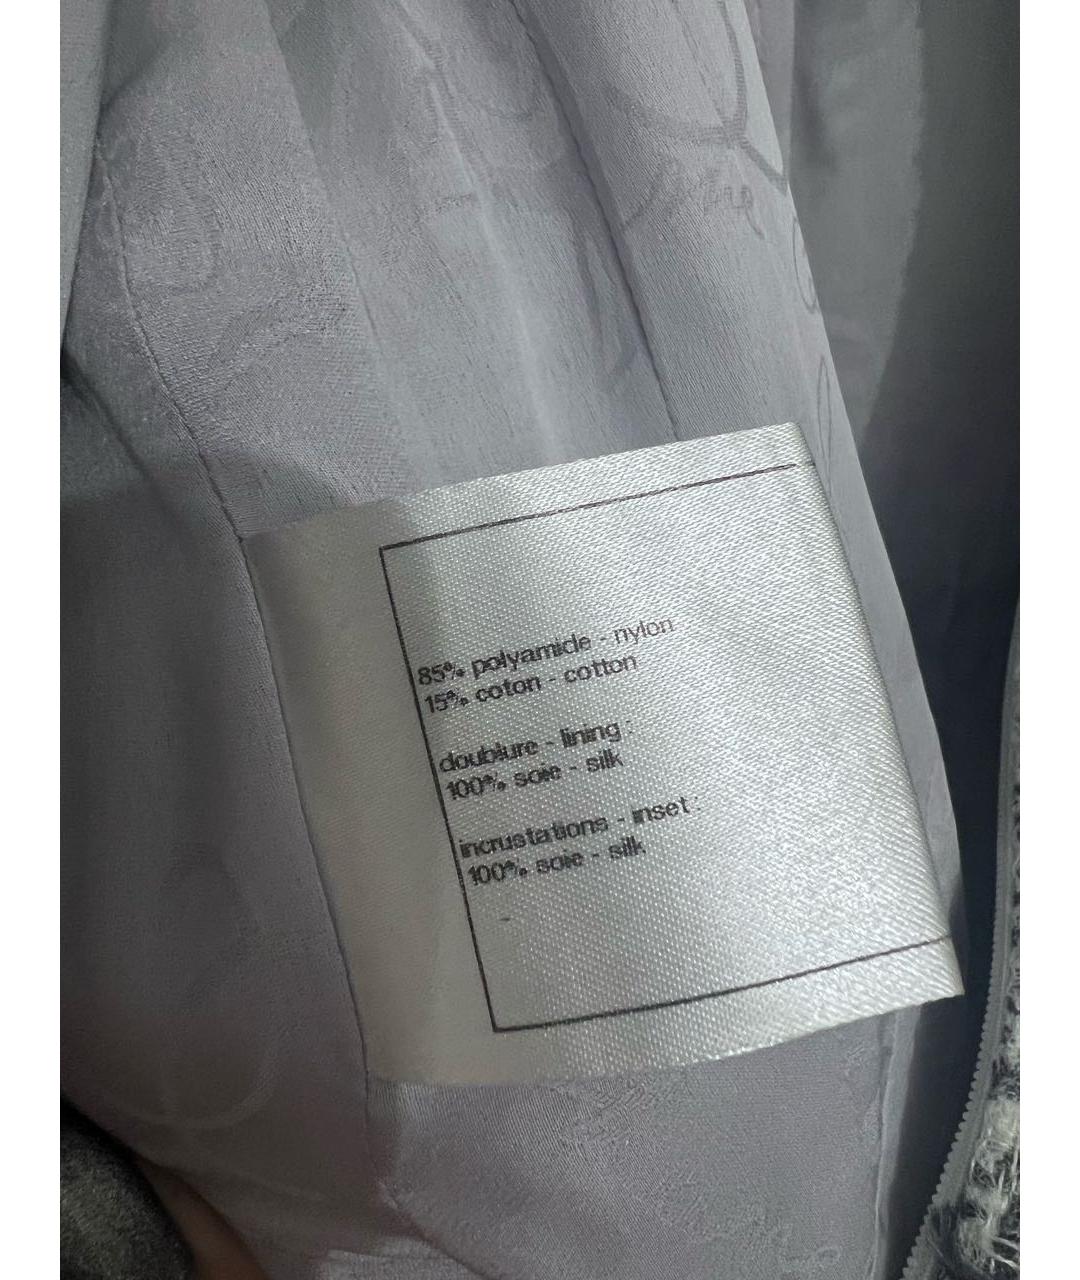 85% polyamide - nylon
15% coton - cotton
doublure - lining :
100% soie - silk
incrustations - inset :
100% soie - silk
-